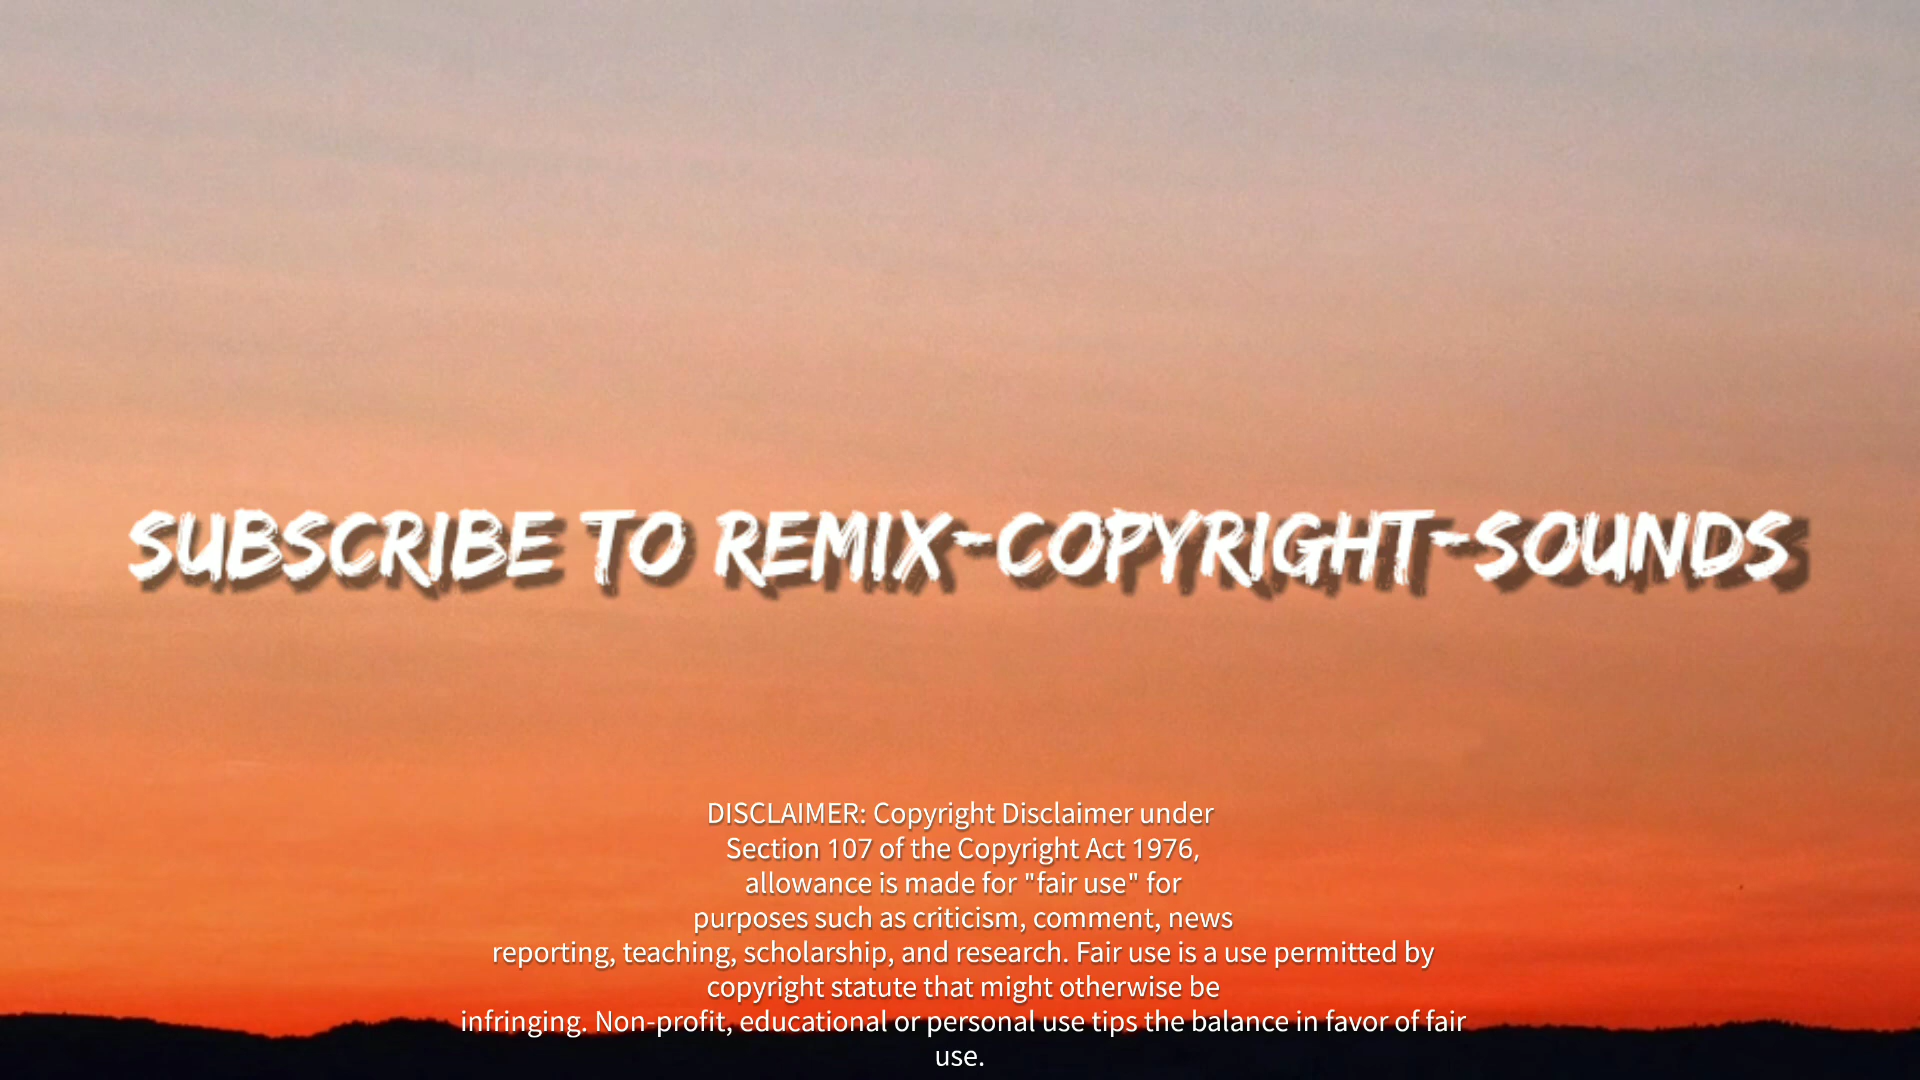 SUBSCRIBE TO REMIX-COPYRIGHT-SOUNDS
DISCLAIMER: Copyright Disclaimer under
Section 107 of the Copyright Act 1976,
allowance is made for "fair use" for
purposes such as criticism, comment, news
reporting, teaching, scholarship, and research. Fair use is a use permitted by
copyright statute that might otherwise be
infringing. Non-profit, educational or personal use tips the balance in favor of fair
use.